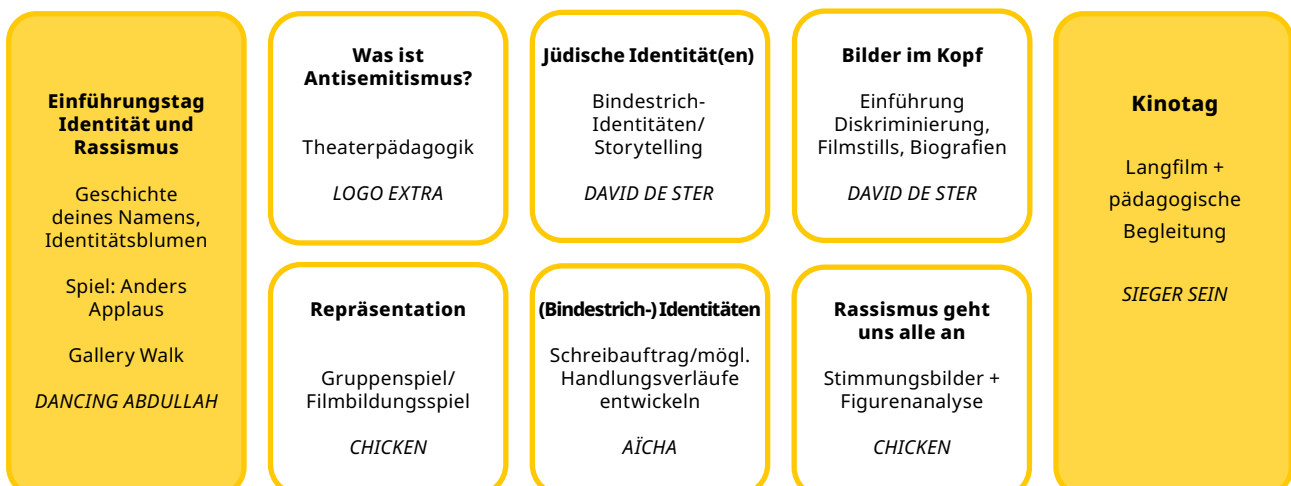 Einführungstag
Identität und
Rassismus
Geschichte
deines Namens,
Identitätsblumen
Spiel: Anders
Applaus
Gallery Walk
DANCING ABDULLAH
Was ist
Antisemitismus?
Theaterpädagogik
LOGO EXTRA
Jüdische Identität(en)
Bindestrich-
Identitäten/
Storytelling
DAVID DE STER
Bilder im Kopf
Einführung
Diskriminierung,
Filmstills, Biografien
DAVID DE STER
Repräsentation
Gruppenspiel/
Filmbildungsspiel
CHICKEN
(Bindestrich-) Identitäten
Schreibauftrag/mögl.
Handlungsverläufe
entwickeln
AÏCHA
Rassismus geht
uns alle an
Stimmungsbilder +
Figurenanalyse
CHICKEN
Kinotag
Langfilm +
pädagogische
Begleitung
SIEGER SEIN